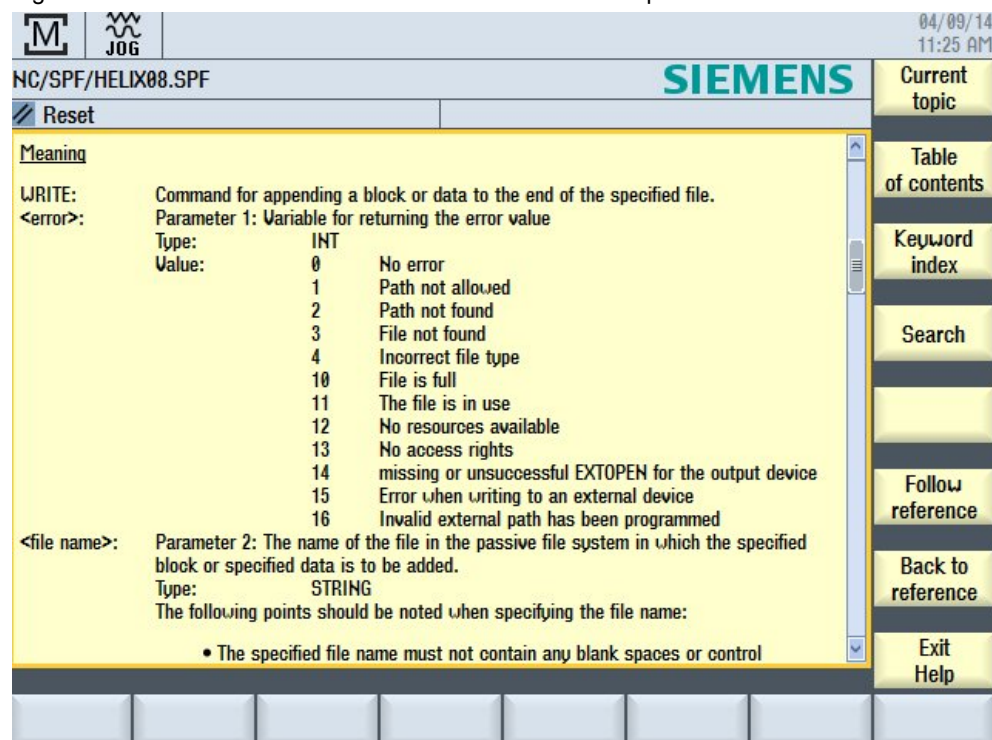 M
JOG
04/09/14
11:25 AM
NC/SPF/HELIX08.SPF
SIEMENS
Reset
Meaning
WRITE: Command for appending a block or data to the end of the specified file.
<error>: Parameter 1: Variable for returning the error value
Type: INT
Value: 0 No error
1 Path not allowed
2 Path not found
3 File not found
4 Incorrect file type
10 File is full
11 The file is in use
12 No resources available
13 No access rights
14 missing or unsuccessful EXTOPEN for the output device
15 Error when writing to an external device
16 Invalid external path has been programmed
<file name>: Parameter 2: The name of the file in the passive file system in which the specified
block or specified data is to be added.
Type: STRING
The following points should be noted when specifying the file name:
• The specified file name must not contain any blank spaces or control
Current
topic
Table
of contents
Keyword
index
Search
Follow
reference
Back to
reference
Exit
Help